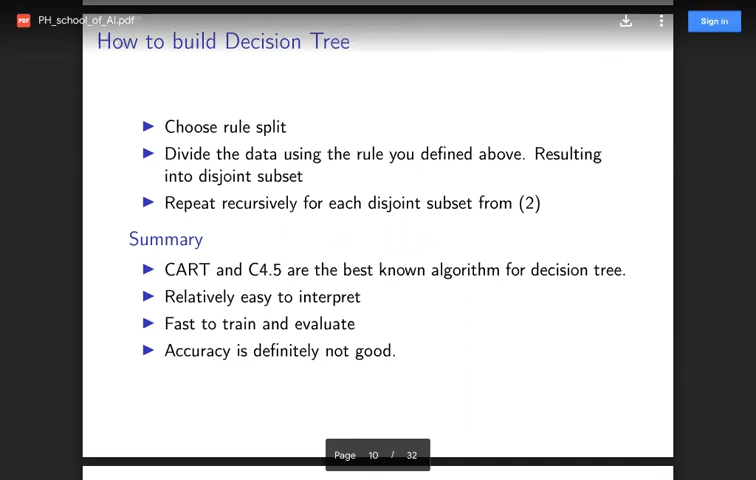 PDF PH_school_of_AI.pdf Sign in
How to build Decision Tree
Choose rule split
Divide the data using the rule you defined above. Resulting
into disjoint subset
Repeat recursively for each disjoint subset from (2)
Summary
CART and C4.5 are the best known algorithm for decision tree.
Relatively easy to interpret
Fast to train and evaluate
Accuracy is definitely not good.
Page 10 / 32